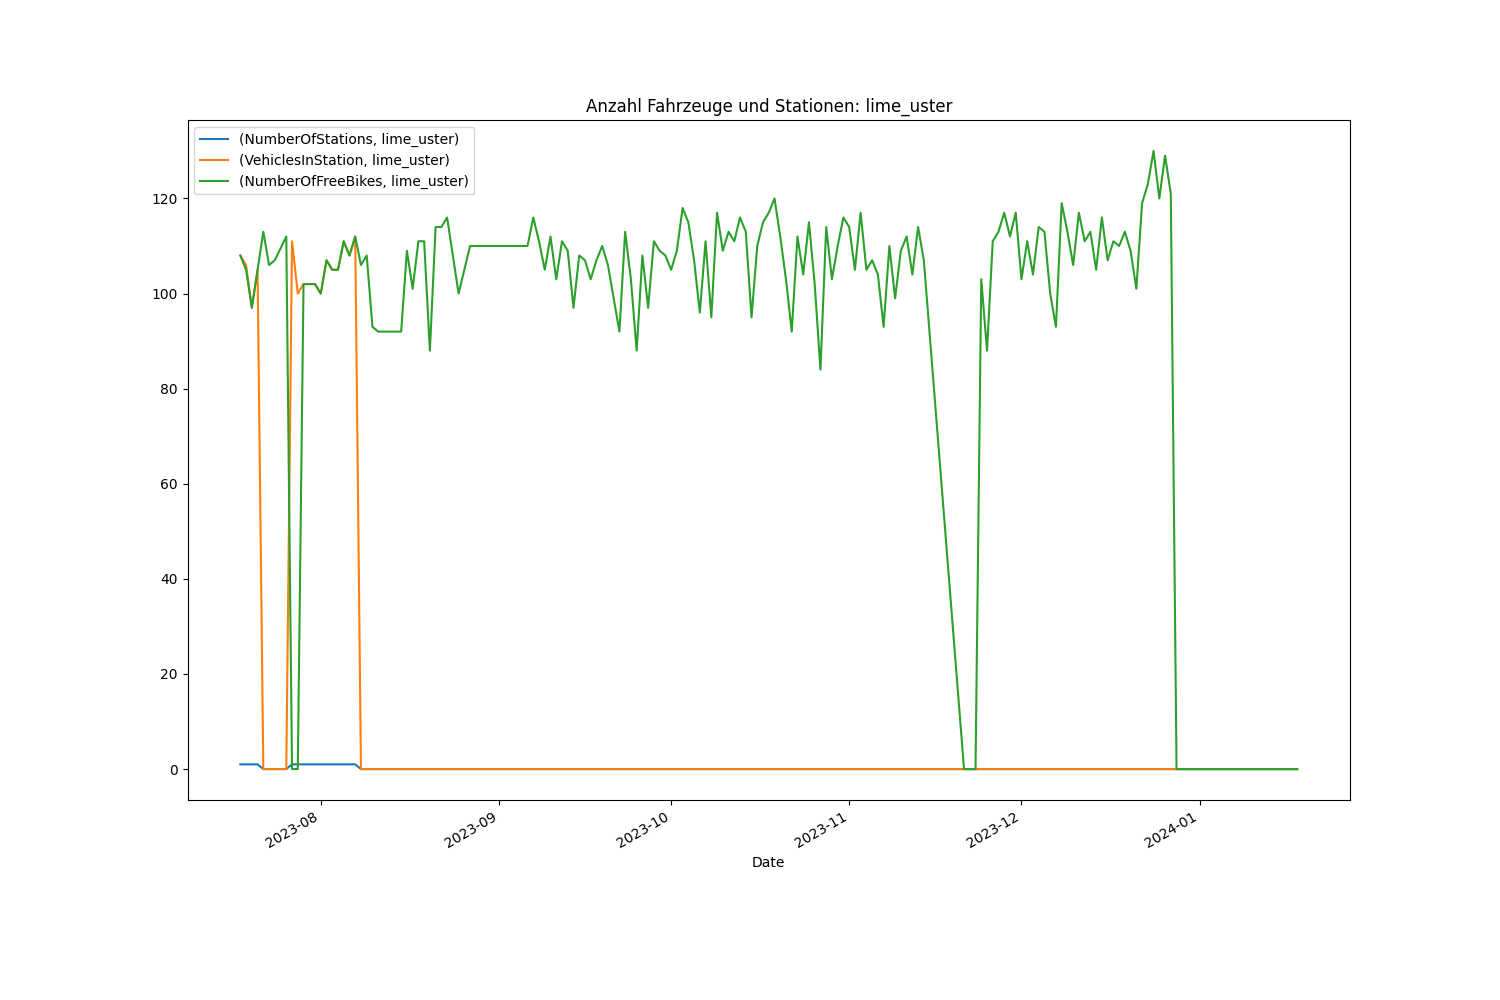 Anzahl Fahrzeuge und Stationen: lime_uster
(NumberOfStations, lime_uster)
(VehiclesInStation, lime_uster)
(NumberOfFreeBikes, lime_uster)
120
100
80
60
40
20
0
2023-08
2023-09
2023-10
2023-11
2023-12
2024-01
Date